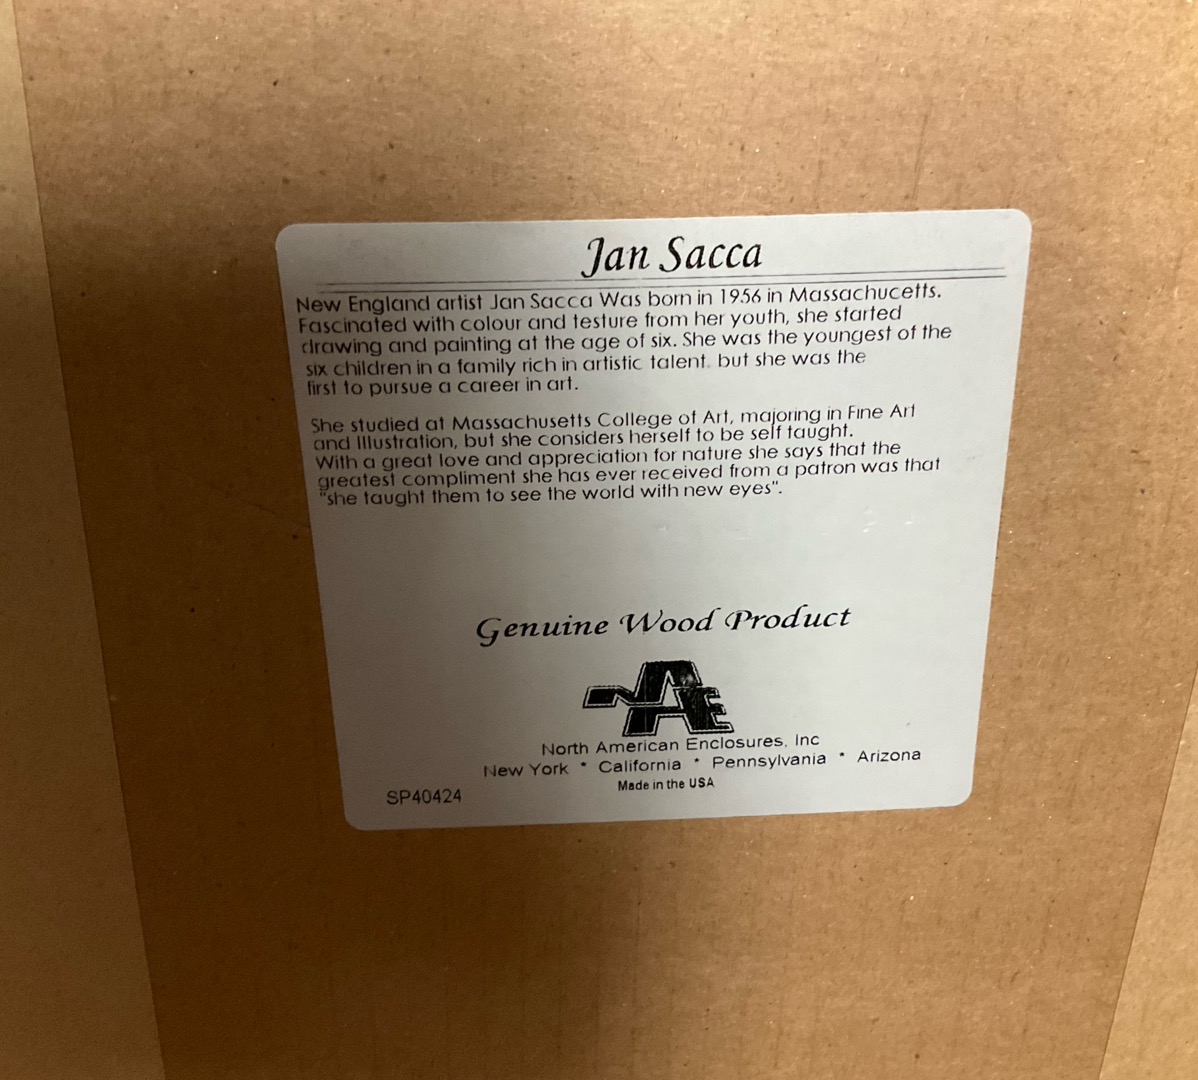 Jan Sacca
New England artist Jan Sacca Was born in 1956 in Massachucetts.
Fascinated with colour and testure from her youth, she started
drawing and painting at the age of six. She was the youngest of the
six children in a family rich in artistic talent. but she was the
first to pursue a career in art.
She studied at Massachusetts College of Art, majoring in Fine Art
and Illustration, but she considers herself to be self taught.
With a great love and appreciation for nature she says that the
greatest compliment she has ever received from a patron was that
"she taught them to see the world with new eyes".
Genuine Wood Product
NAE
North American Enclosures, Inc
New York * California * Pennsylvania * Arizona
Made in the USA
SP40424